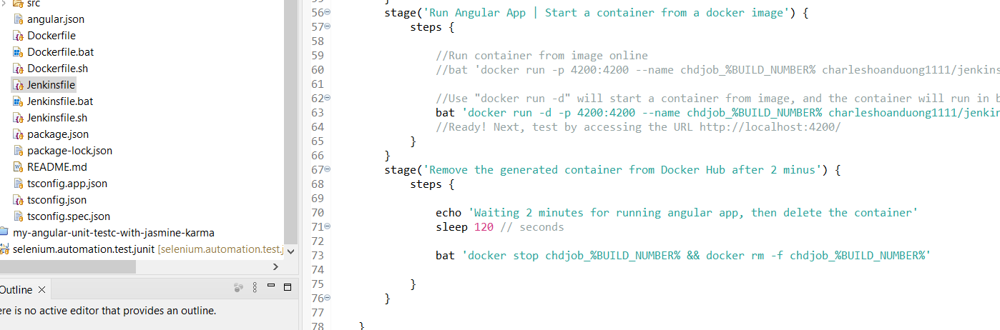 src
angular.json
Dockerfile
Dockerfile.bat
Dockerfile.sh
Jenkinsfile
Jenkinsfile.bat
Jenkinsfile.sh
package.json
package-lock.json
README.md
tsconfig.app.json
tsconfig.json
tsconfig.spec.json
my-angular-unit-testc-with-jasmine-karma
selenium.automation.test.junit [selenium.automation.test.j
Outline
ere is no active editor that provides an outline.
56 stage('Run Angular App | Start a container from a docker image') {
57 steps {
58
59 //Run container from image online
60 //bat 'docker run -p 4200:4200 --name chdjob_%BUILD_NUMBER% charleshoanduong1111/jenkins
61
62 //Use "docker run -d" will start a container from image, and the container will run in b
63 bat 'docker run -d -p 4200:4200 --name chdjob_%BUILD_NUMBER% charleshoanduong1111/jenkin
64 //Ready! Next, test by accessing the URL http://localhost:4200/
65 }
66 }
67 stage('Remove the generated container from Docker Hub after 2 minus') {
68 steps {
69
70 echo 'Waiting 2 minutes for running angular app, then delete the container'
71 sleep 120 // seconds
72
73 bat 'docker stop chdjob_%BUILD_NUMBER% && docker rm -f chdjob_%BUILD_NUMBER%'
74
75 }
76 }
77
78 }